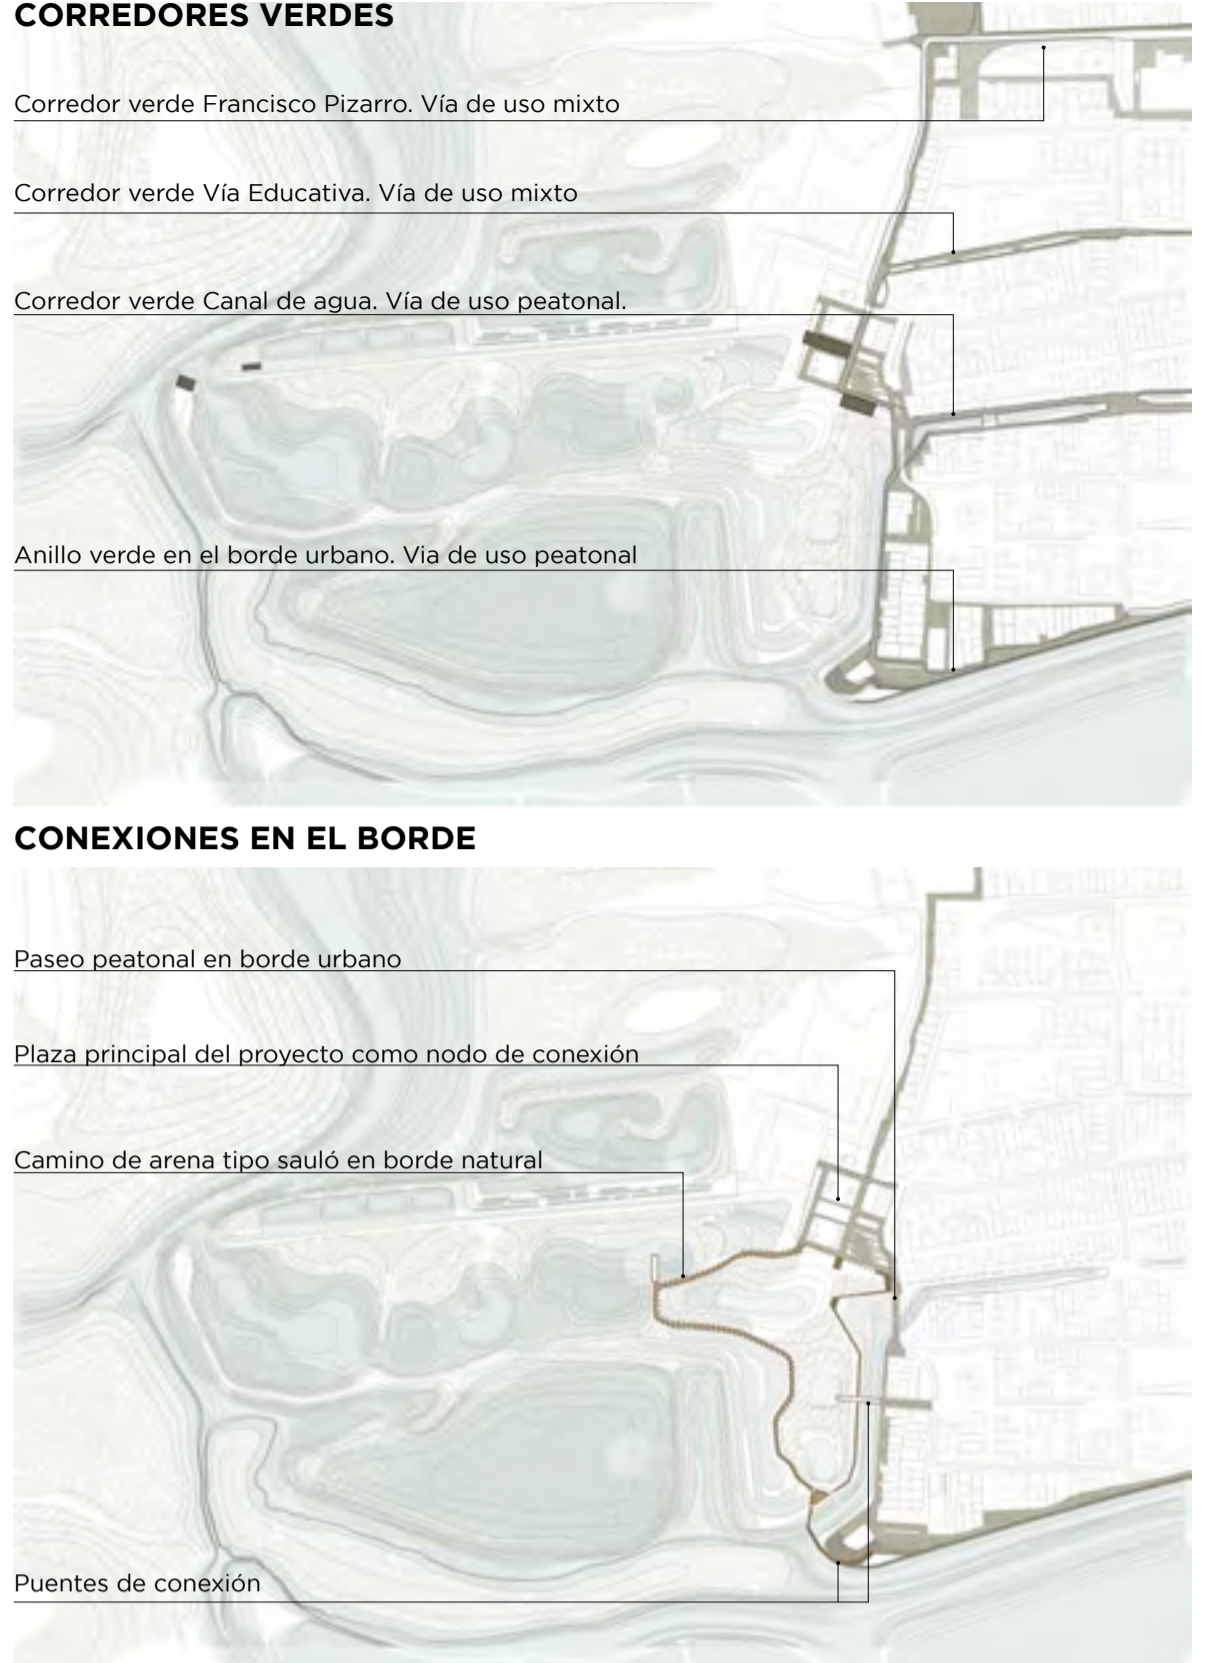 CORREDORES VERDES
Corredor verde Francisco Pizarro. Vía de uso mixto
Corredor verde Vía Educativa. Vía de uso mixto
Corredor verde Canal de agua. Vía de uso peatonal.
Anillo verde en el borde urbano. Via de uso peatonal
CONEXIONES EN EL BORDE
Paseo peatonal en borde urbano
Plaza principal del proyecto como nodo de conexión
Camino de arena tipo sauló en borde natural
Puentes de conexión